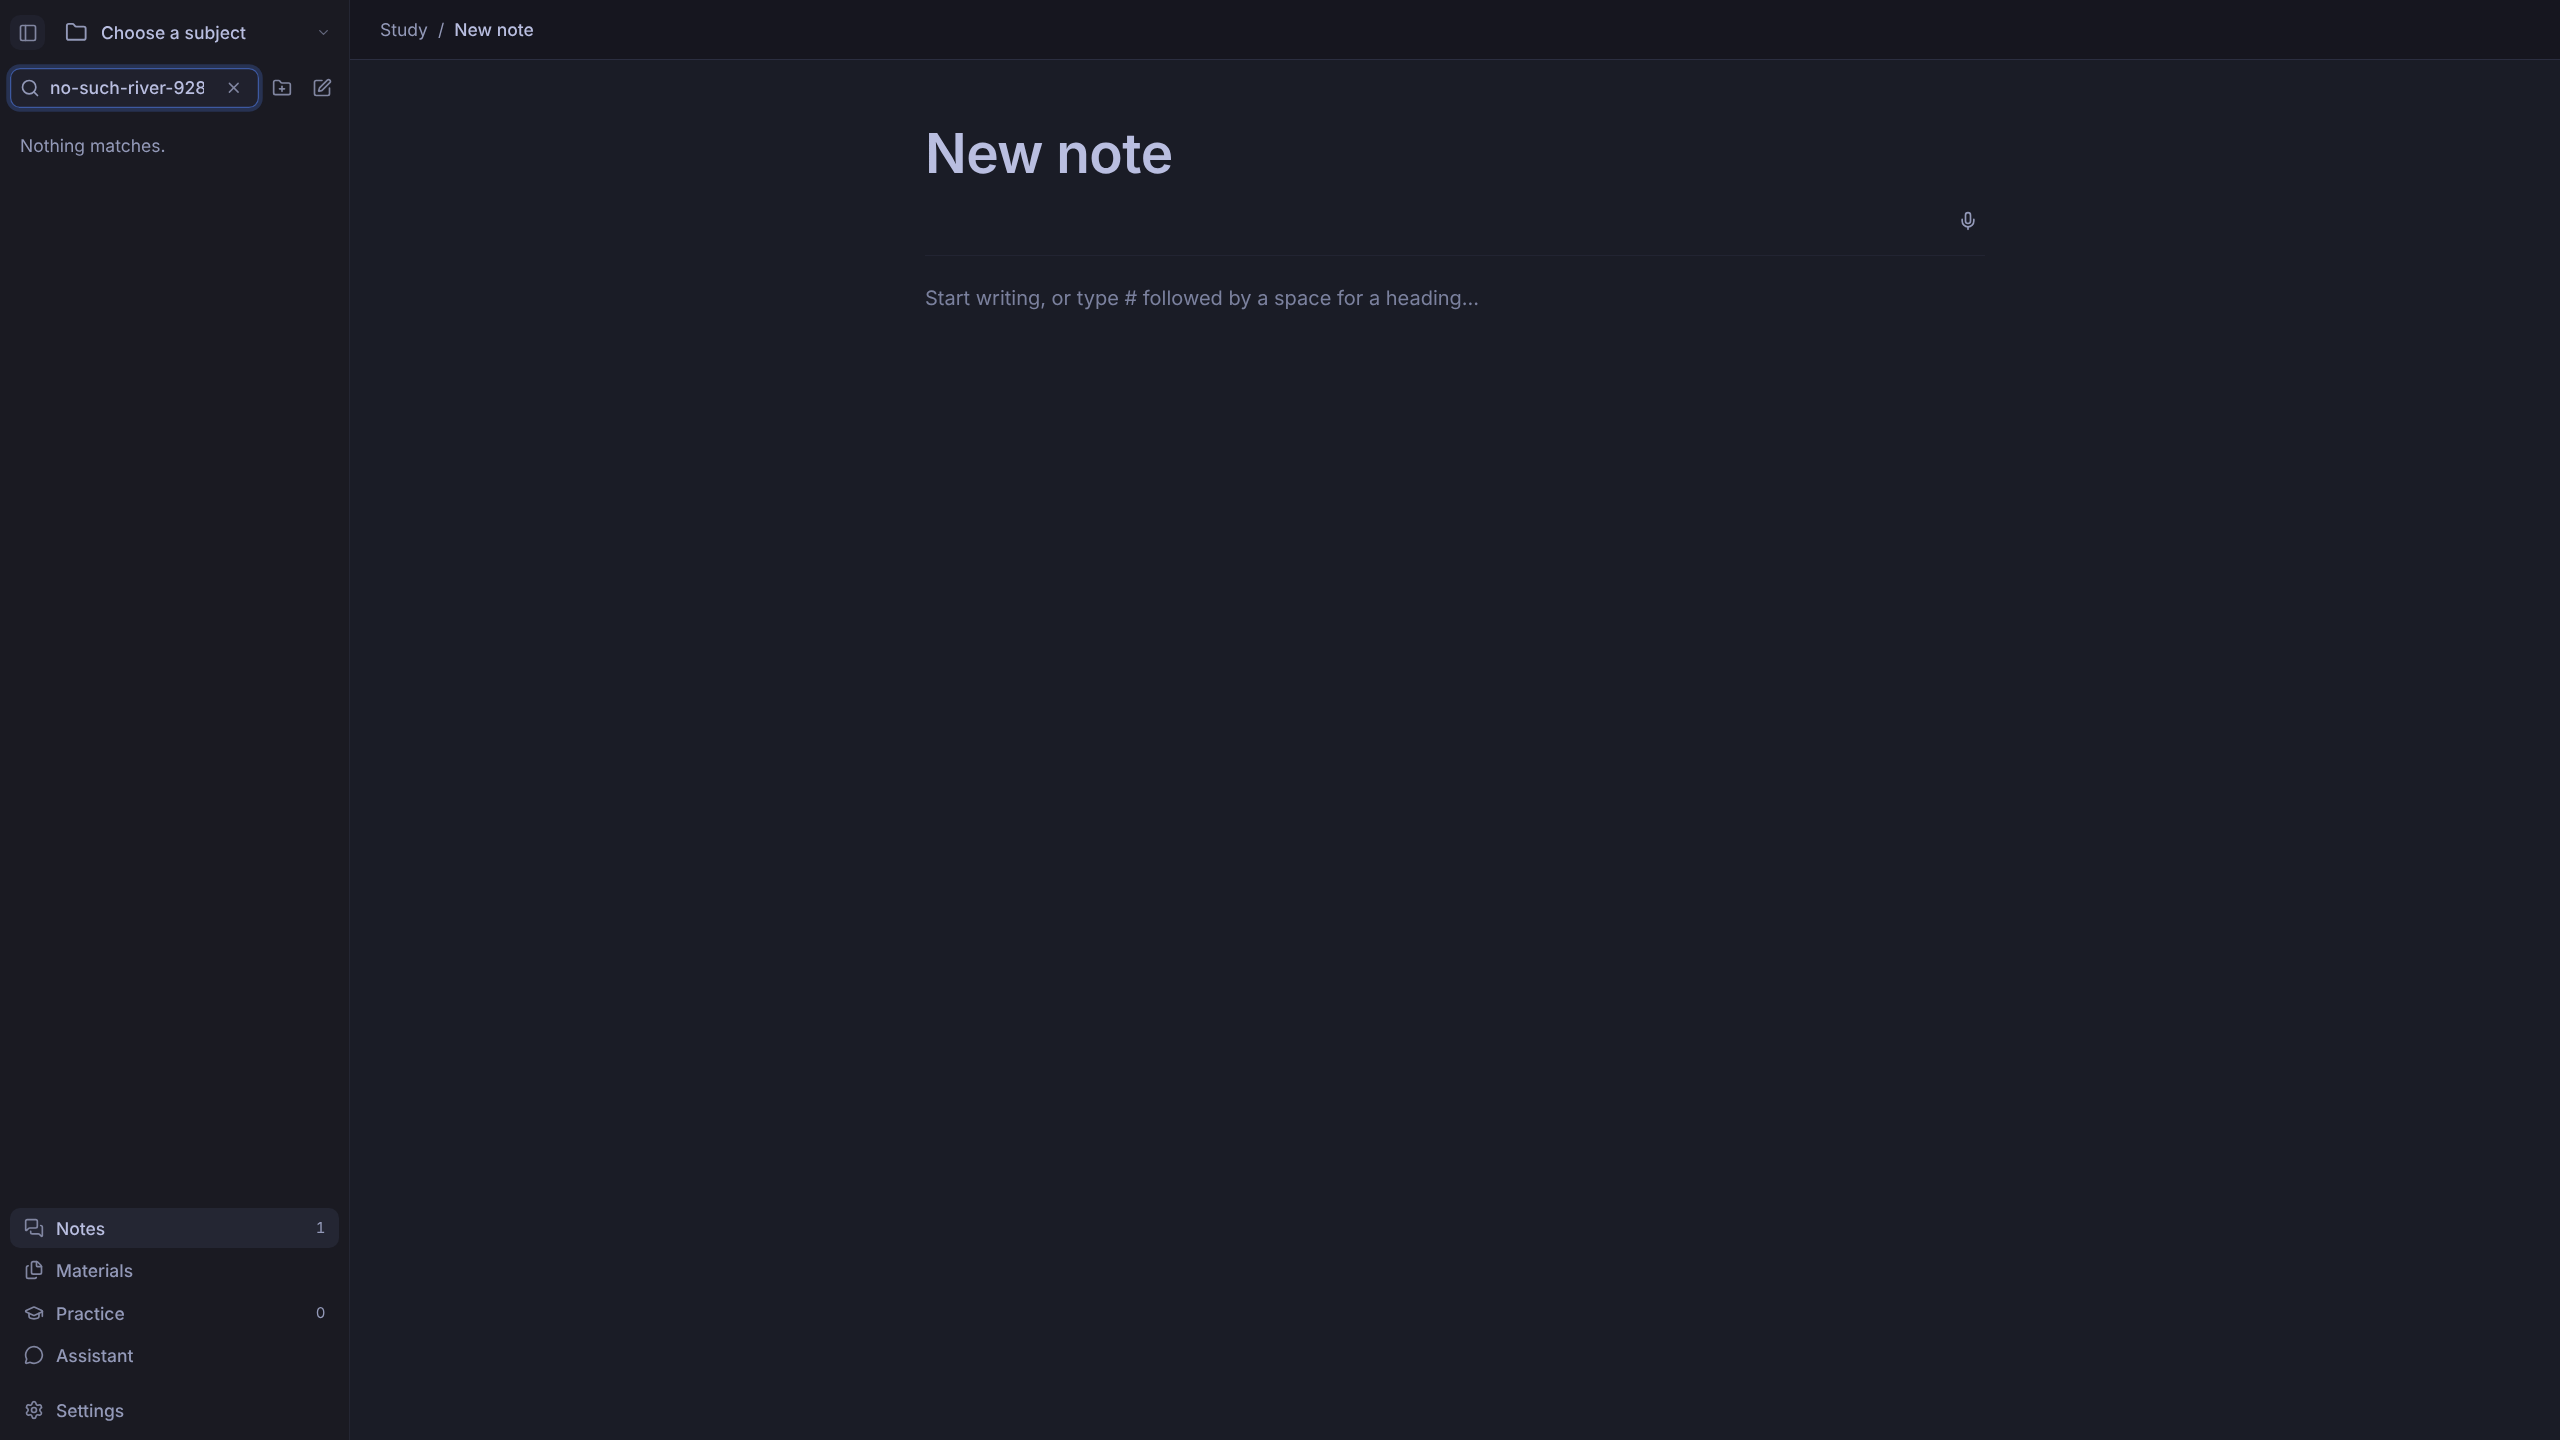 Choose a subject
Study / New note
no-such-river-928
Nothing matches.
New note
Start writing, or type # followed by a space for a heading...
Notes 1
Materials
Practice 0
Assistant
Settings